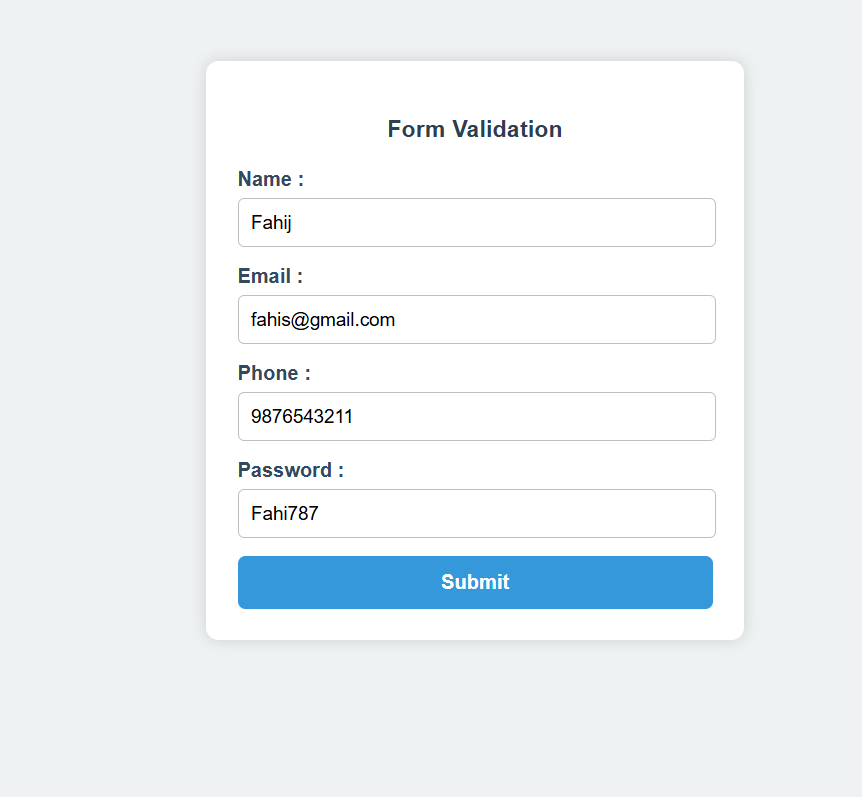 Form Validation
Name :
Fahij
Email :
fahis@gmail.com
Phone :
9876543211
Password :
Fahi787
Submit